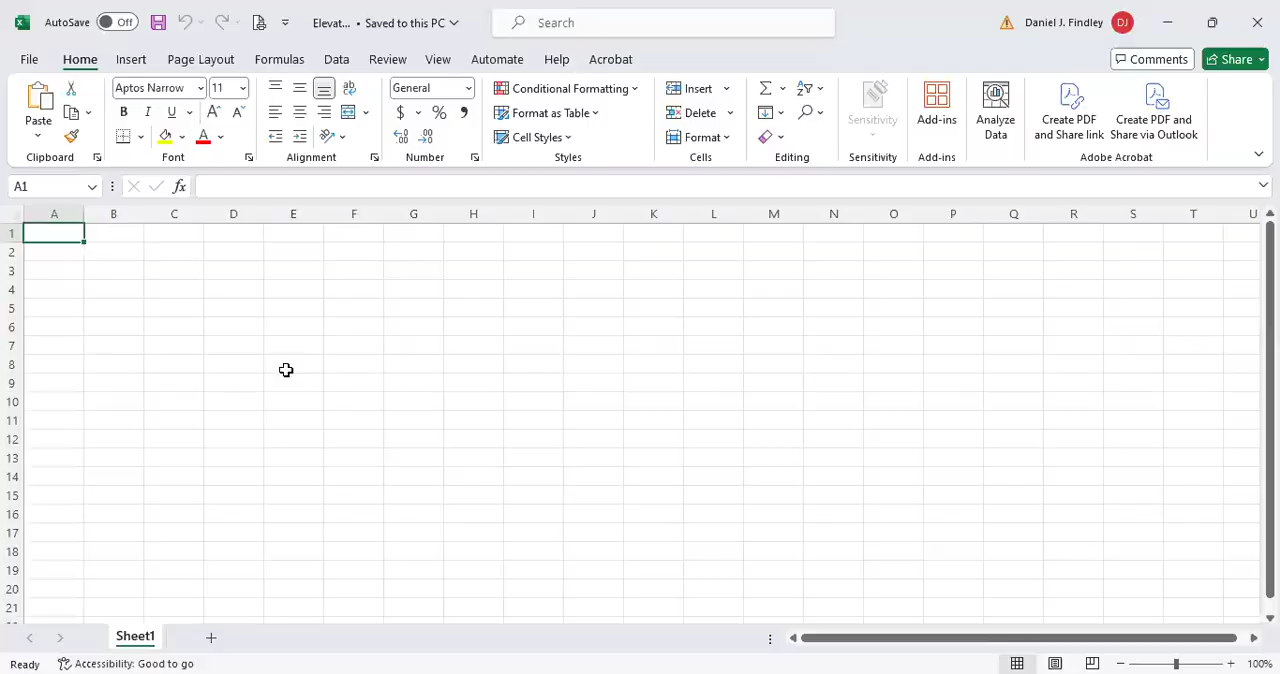 AutoSave Off Elevat... • Saved to this PC Search Daniel J. Findley DJ
File Home Insert Page Layout Formulas Data Review View Automate Help Acrobat Comments Share
Paste Aptos Narrow 11 B I U A A A ab General $ % , .00 .00
Conditional Formatting
Format as Table
Cell Styles
Insert
Delete
Format
Sensitivity
Add-ins
Analyze
Data
Create PDF
and Share link
Create PDF and
Share via Outlook
Clipboard Font Alignment Number Styles Cells Editing Sensitivity Add-ins Adobe Acrobat
A1 fx
A B C D E F G H I J K L M N O P Q R S T U
1
2
3
4
5
6
7
8
9
10
11
12
13
14
15
16
17
18
19
20
21
Sheet1
Ready Accessibility: Good to go 100%